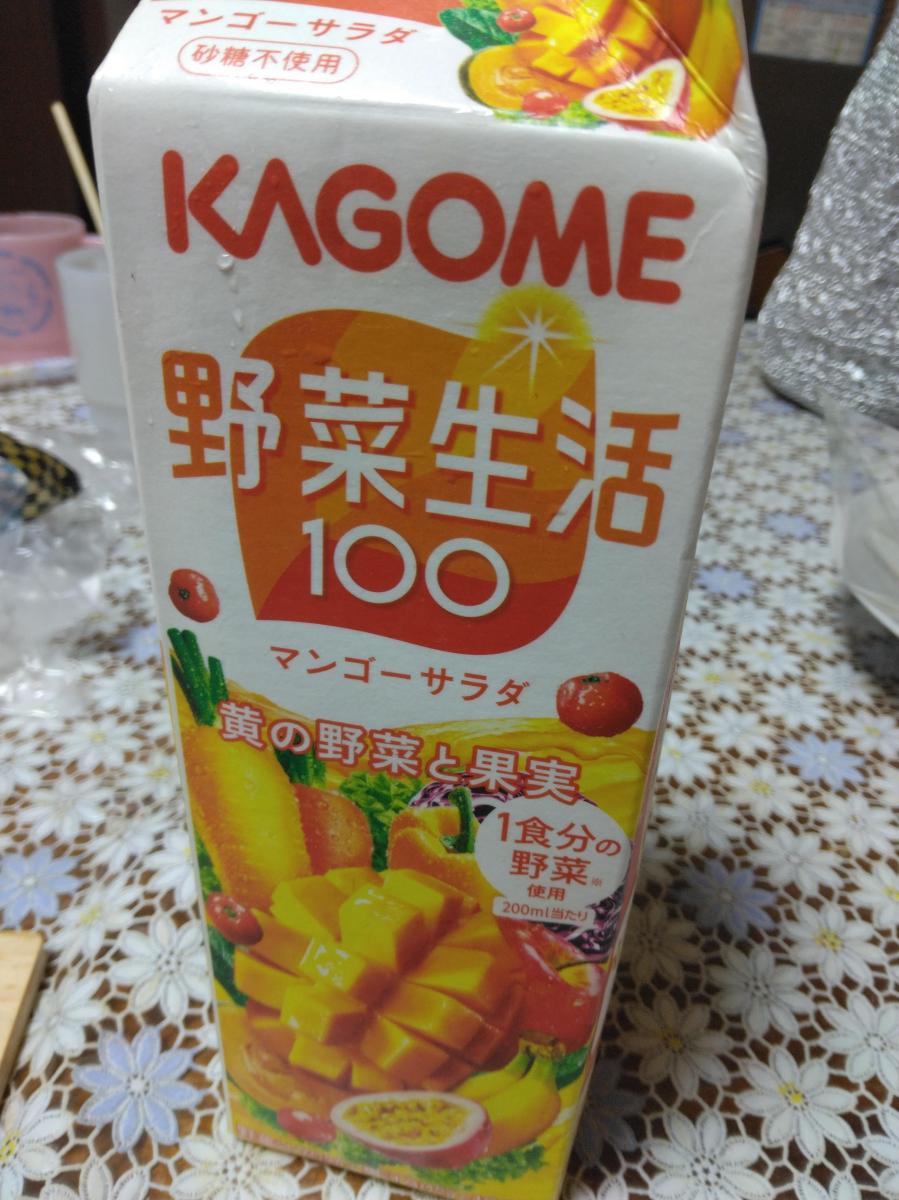 マンゴーサラダ
砂糖不使用
KAGOME
野菜生活
100
マンゴーサラダ
黄の野菜と果実
1食分の
野菜※
使用
200ml当たり